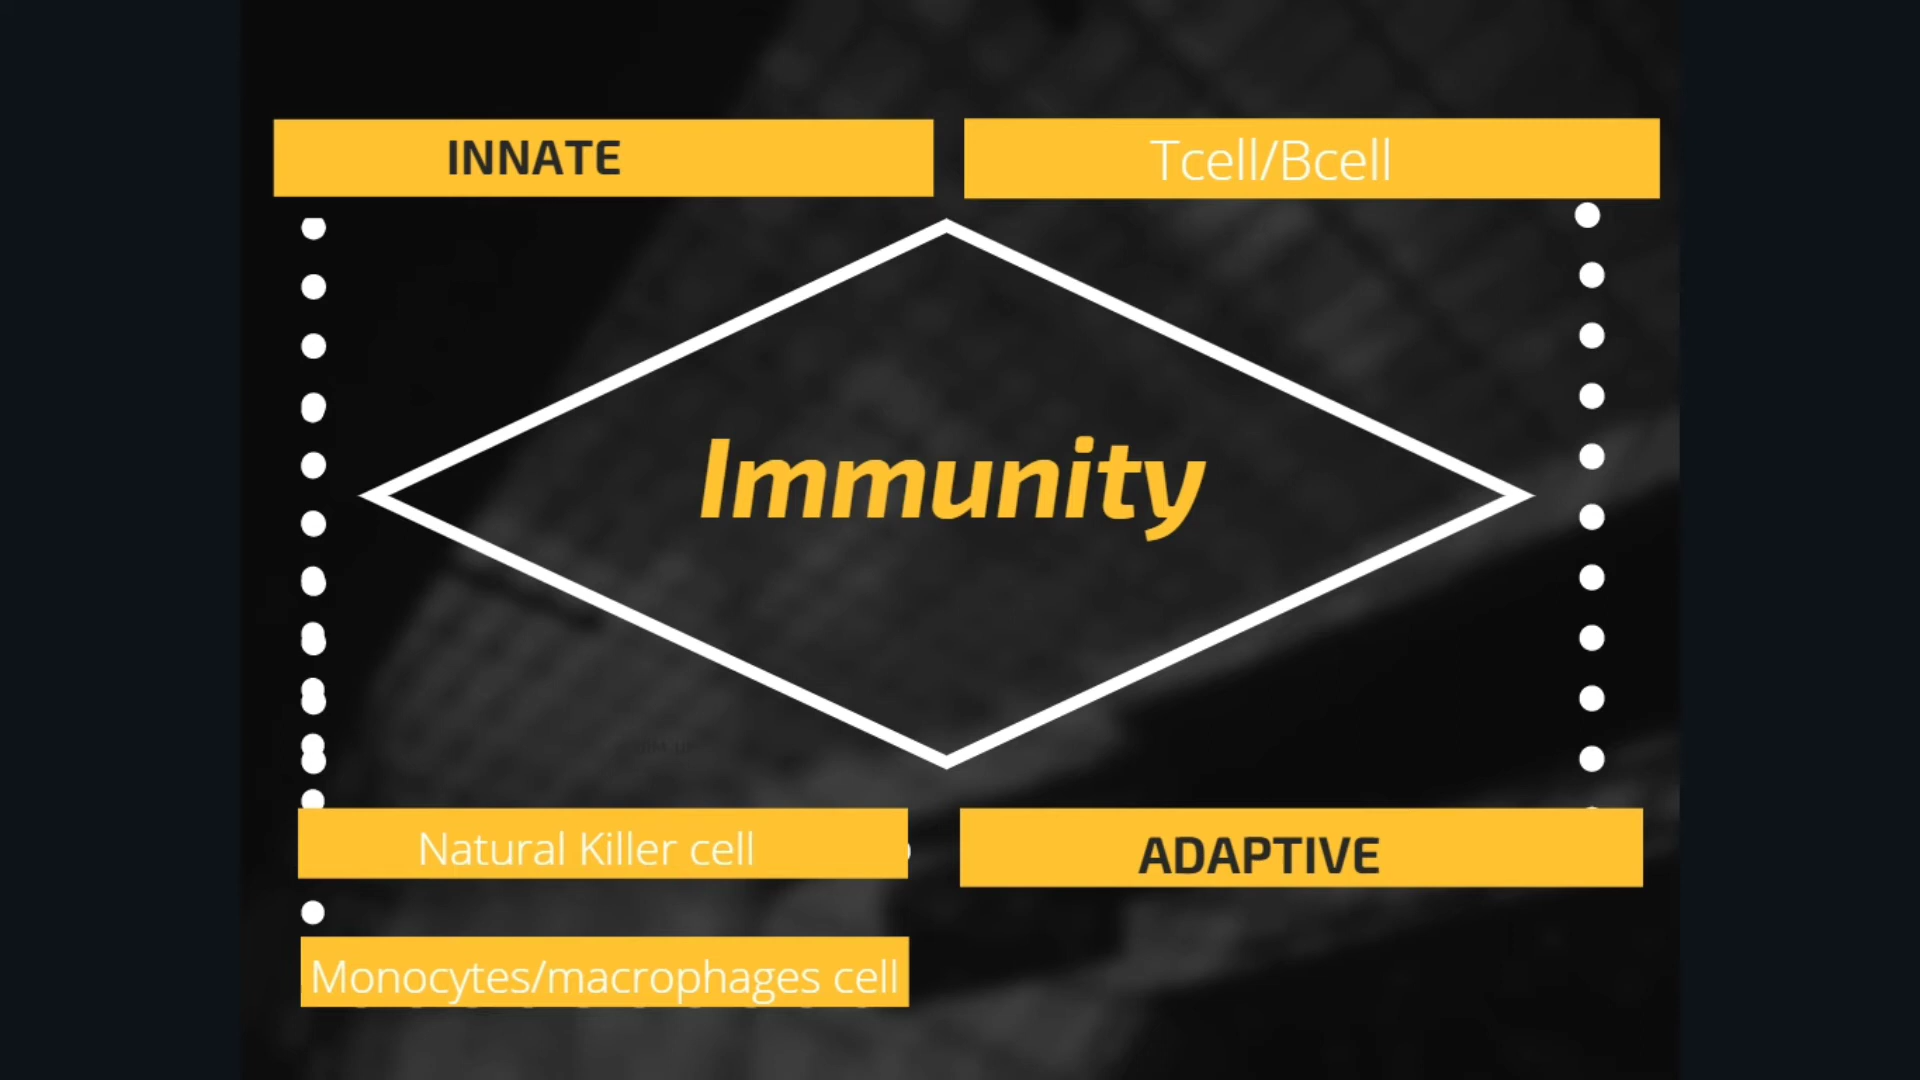 INNATE
Tcell/Bcell
Immunity
Natural Killer cell
ADAPTIVE
Monocytes/macrophages cell